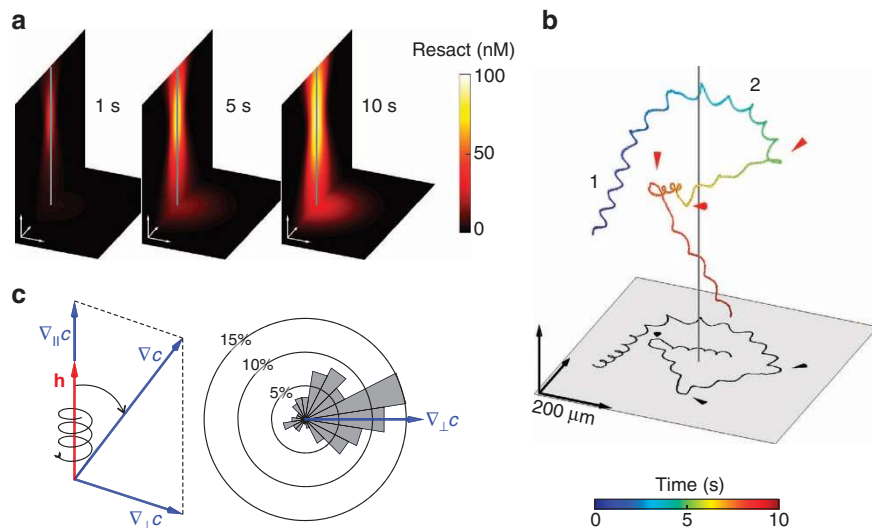 a
Resact (nM)
100
50
0
1 s
5 s
10 s
b
2
1
200 μm
Time (s)
0
5
10
c
∇||c
∇c
h
∇⊥c
15%
10%
5%
∇⊥c